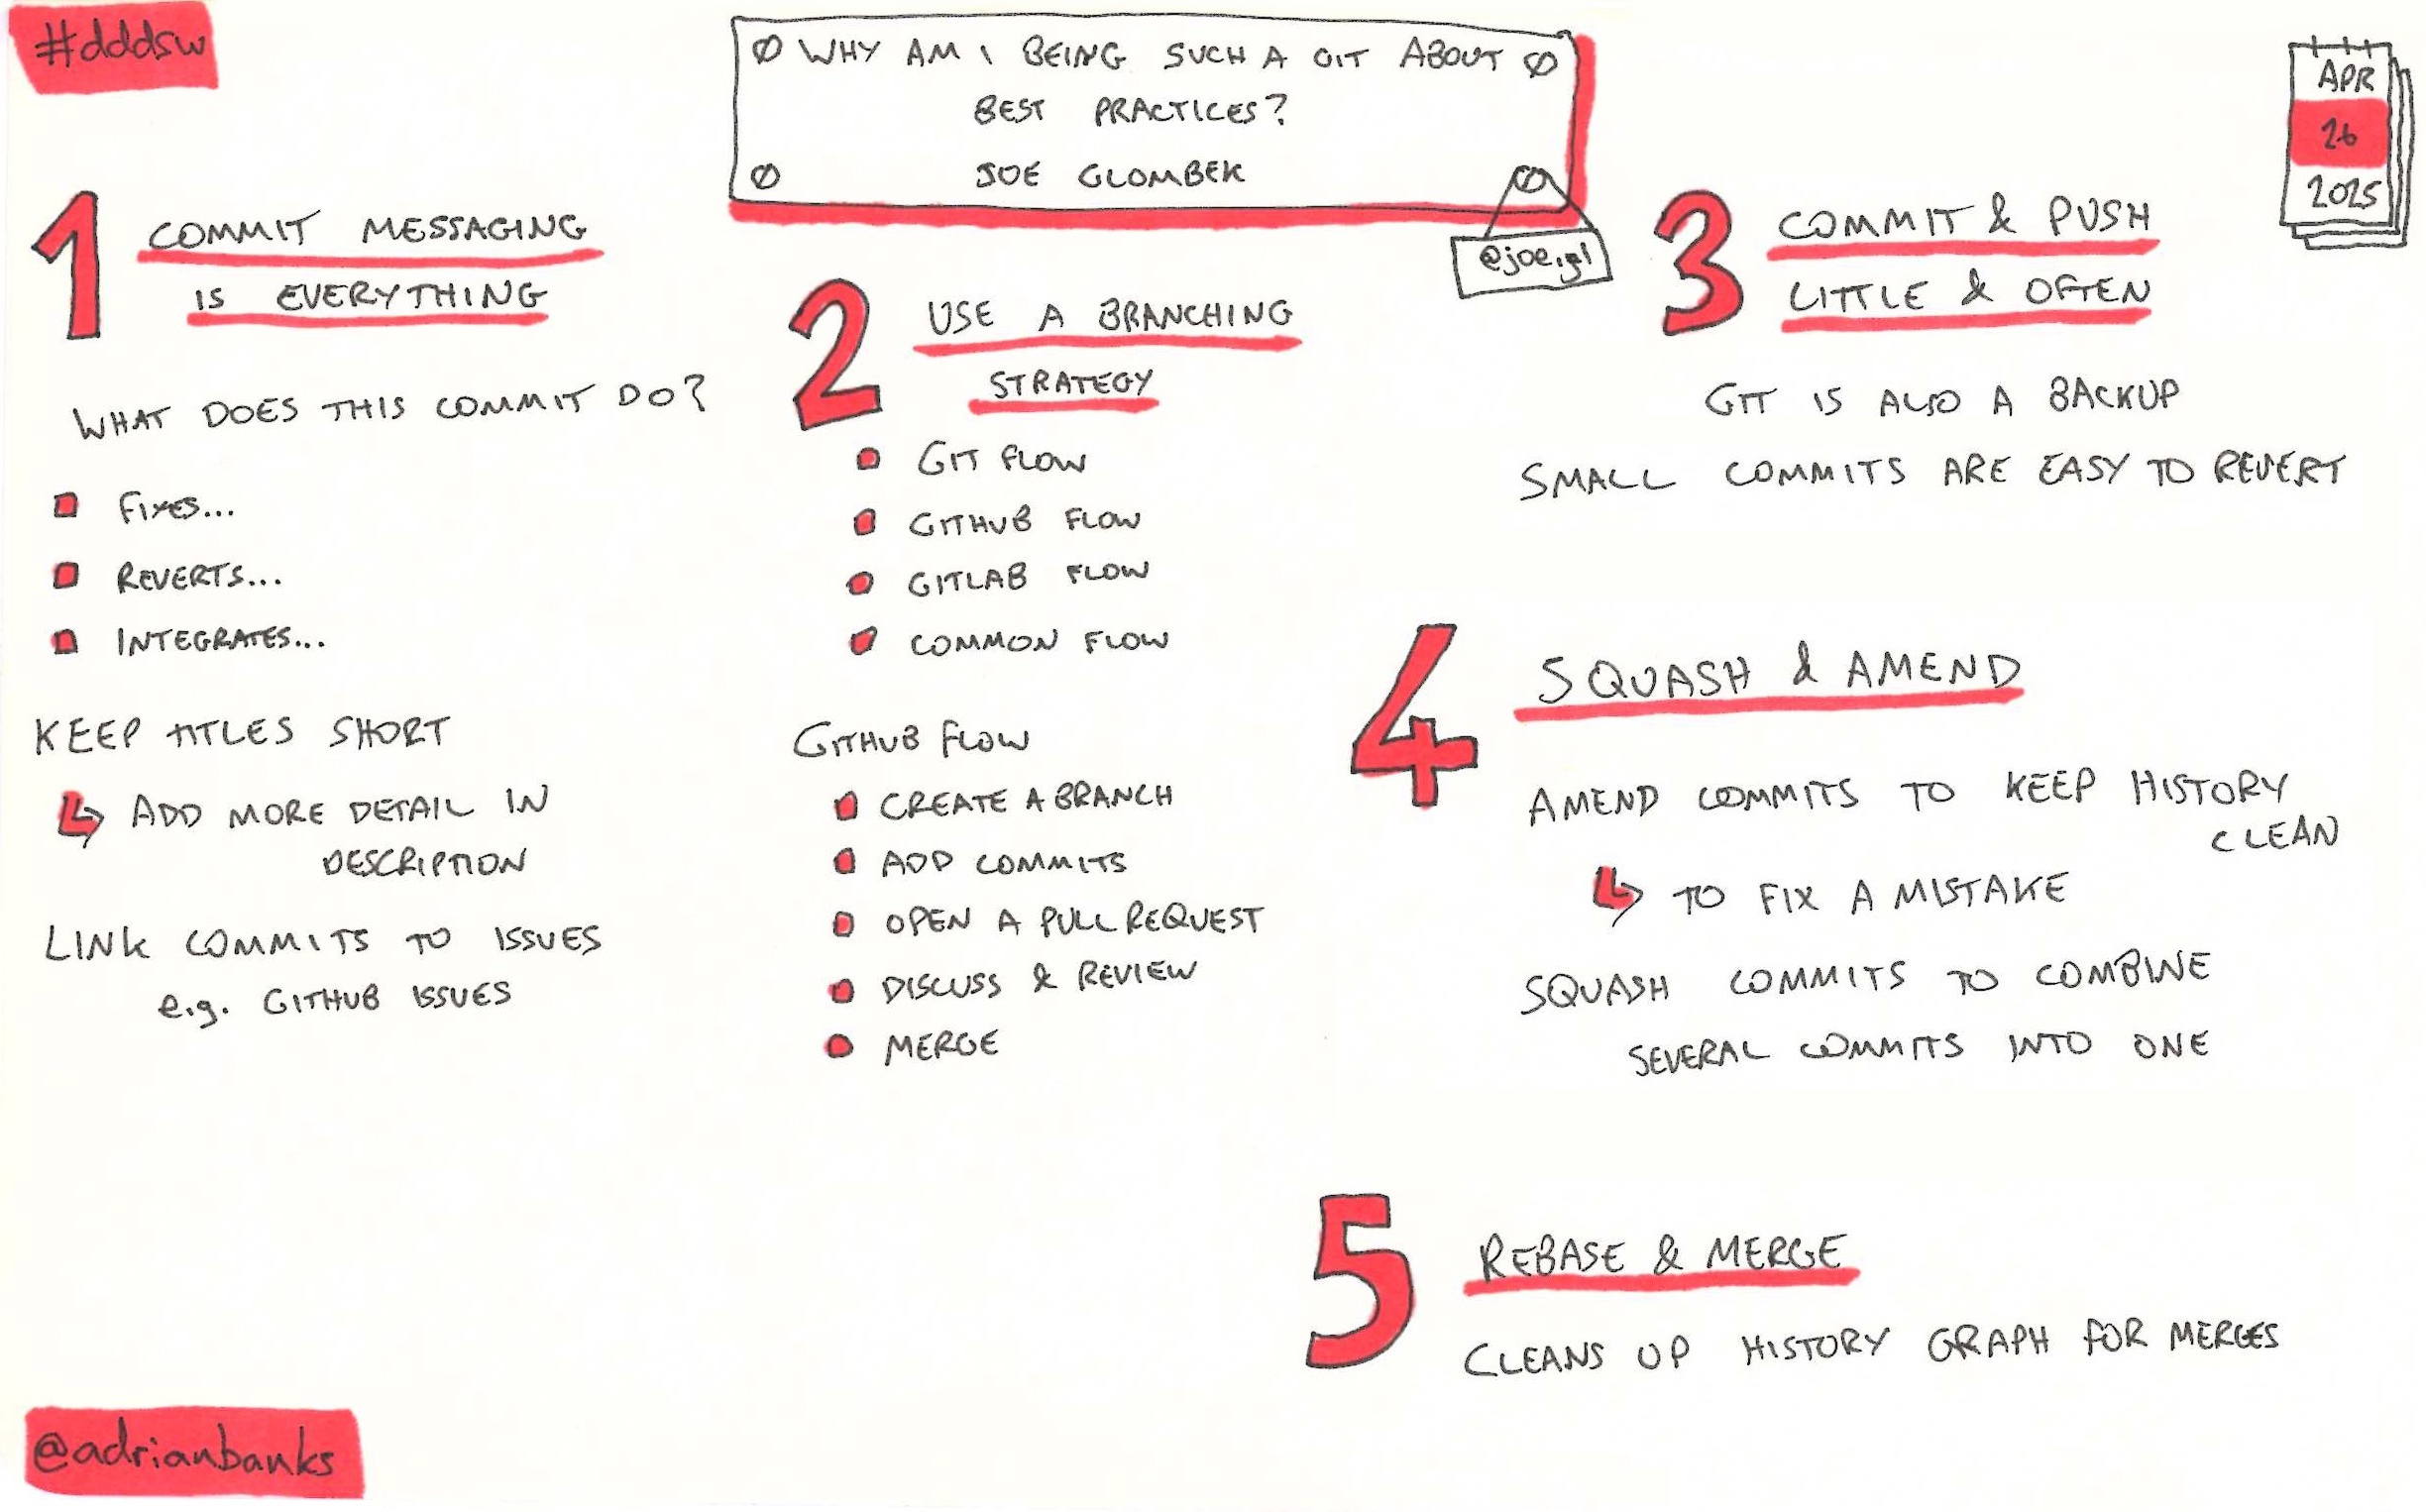 #dddsw
WHY AM I BEING SUCH A GIT ABOUT
BEST PRACTICES?
JOE GLOMBEK
@joe.gl
APR
26
2025
1 COMMIT MESSAGING
IS EVERYTHING
WHAT DOES THIS COMMIT DO?
FIXES...
REVERTS...
INTEGRATES...
KEEP TITLES SHORT
ADD MORE DETAIL IN
DESCRIPTION
LINK COMMITS TO ISSUES
e.g. GITHUB ISSUES
2 USE A BRANCHING
STRATEGY
GIT FLOW
GITHUB FLOW
GITLAB FLOW
COMMON FLOW
GITHUB FLOW
CREATE A BRANCH
ADD COMMITS
OPEN A PULL REQUEST
DISCUSS & REVIEW
MERGE
3 COMMIT & PUSH
LITTLE & OFTEN
GIT IS ALSO A BACKUP
SMALL COMMITS ARE EASY TO REVERT
4 SQUASH & AMEND
AMEND COMMITS TO KEEP HISTORY
CLEAN
TO FIX A MISTAKE
SQUASH COMMITS TO COMBINE
SEVERAL COMMITS INTO ONE
5 REBASE & MERGE
CLEANS UP HISTORY GRAPH FOR MERGES
@adrianbanks